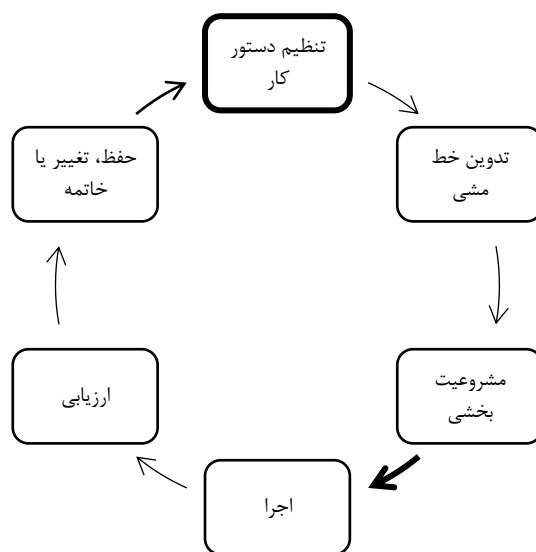 تنظیم دستور
کار
تدوین خط
مشی
مشروعیت
بخشی
اجرا
ارزیابی
حفظ، تغییر یا
خاتمه